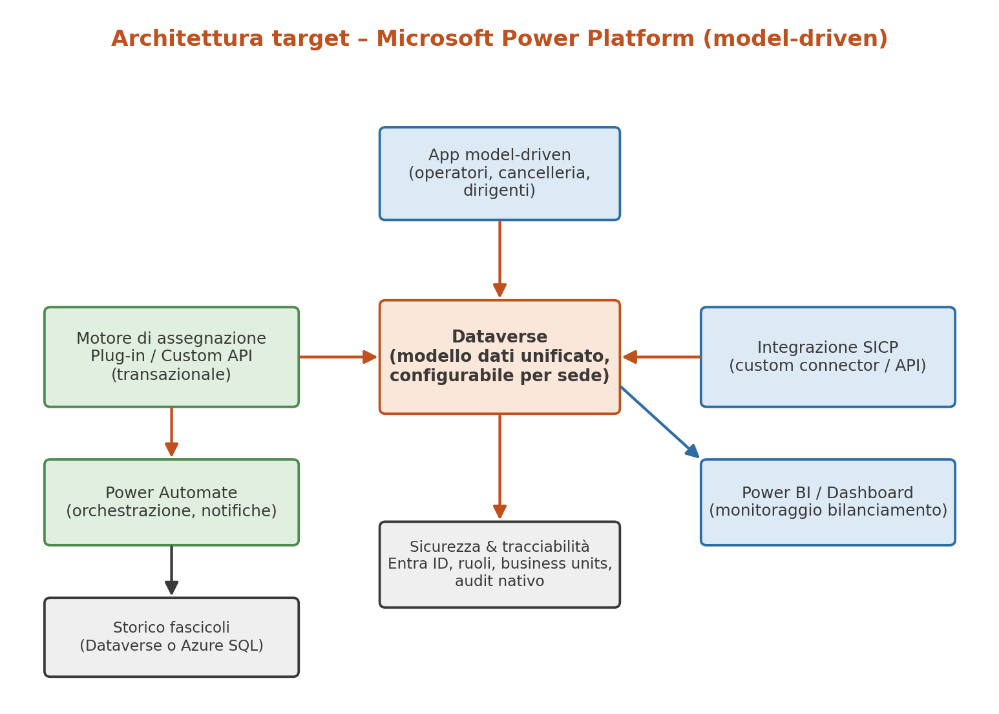 Architettura target – Microsoft Power Platform (model-driven)
App model-driven
(operatori, cancelleria,
dirigenti)
Motore di assegnazione
Plug-in / Custom API
(transazionale)
Dataverse
(modello dati unificato,
configurabile per sede)
Integrazione SICP
(custom connector / API)
Power Automate
(orchestrazione, notifiche)
Power BI / Dashboard
(monitoraggio bilanciamento)
Sicurezza & tracciabilità
Entra ID, ruoli, business units,
audit nativo
Storico fascicoli
(Dataverse o Azure SQL)